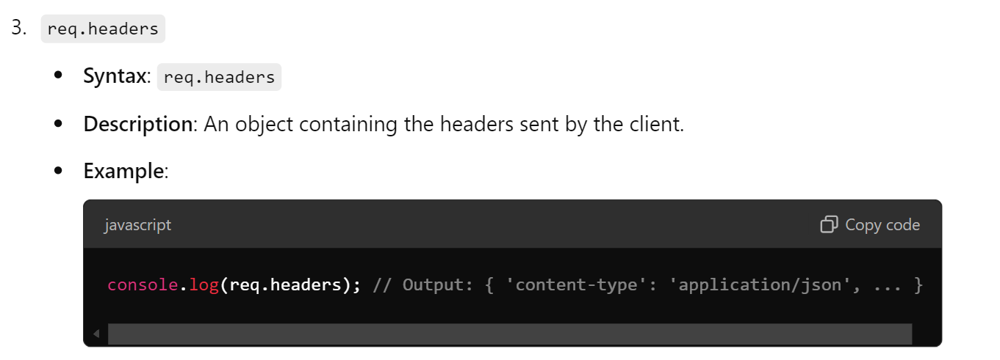 3. req.headers
• Syntax: req.headers
• Description: An object containing the headers sent by the client.
• Example:
javascript Copy code
console.log(req.headers); // Output: { 'content-type': 'application/json', ... }